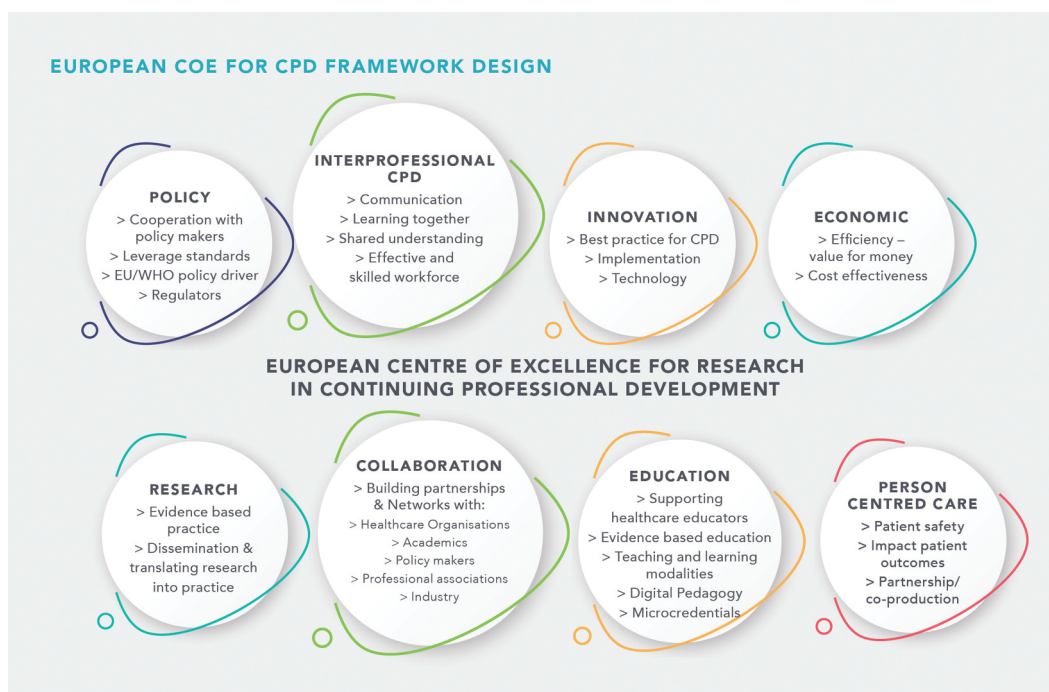 EUROPEAN COE FOR CPD FRAMEWORK DESIGN
POLICY
> Cooperation with
policy makers
> Leverage standards
> EU/WHO policy driver
> Regulators
INTERPROFESSIONAL
CPD
> Communication
> Learning together
> Shared understanding
> Effective and
skilled workforce
INNOVATION
> Best practice for CPD
> Implementation
> Technology
ECONOMIC
> Efficiency –
value for money
> Cost effectiveness
EUROPEAN CENTRE OF EXCELLENCE FOR RESEARCH
IN CONTINUING PROFESSIONAL DEVELOPMENT
RESEARCH
> Evidence based
practice
> Dissemination &
translating research
into practice
COLLABORATION
> Building partnerships
& Networks with:
> Healthcare Organisations
> Academics
> Policy makers
> Professional associations
> Industry
EDUCATION
> Supporting
healthcare educators
> Evidence based education
> Teaching and learning
modalities
> Digital Pedagogy
> Microcredentials
PERSON
CENTRED CARE
> Patient safety
> Impact patient
outcomes
> Partnership/
co-production